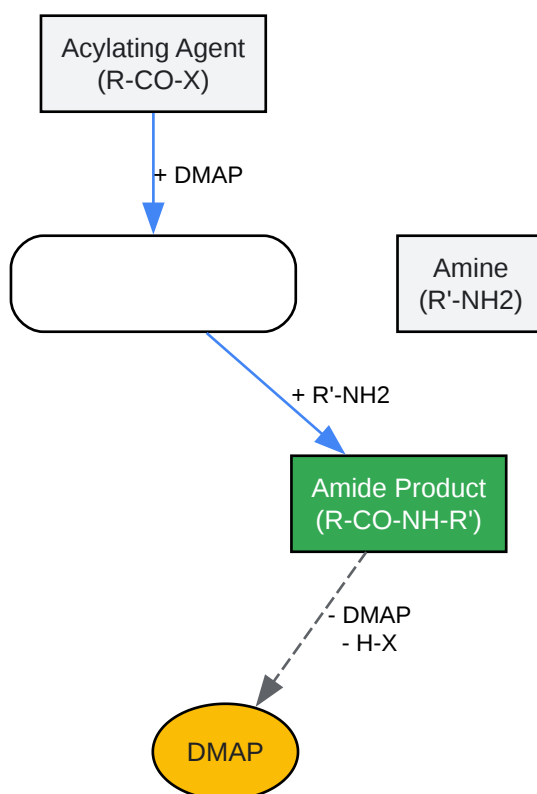 Acylating Agent
(R-CO-X)
+ DMAP
Amine
(R'-NH2)
+ R'-NH2
Amide Product
(R-CO-NH-R')
- DMAP
- H-X
DMAP